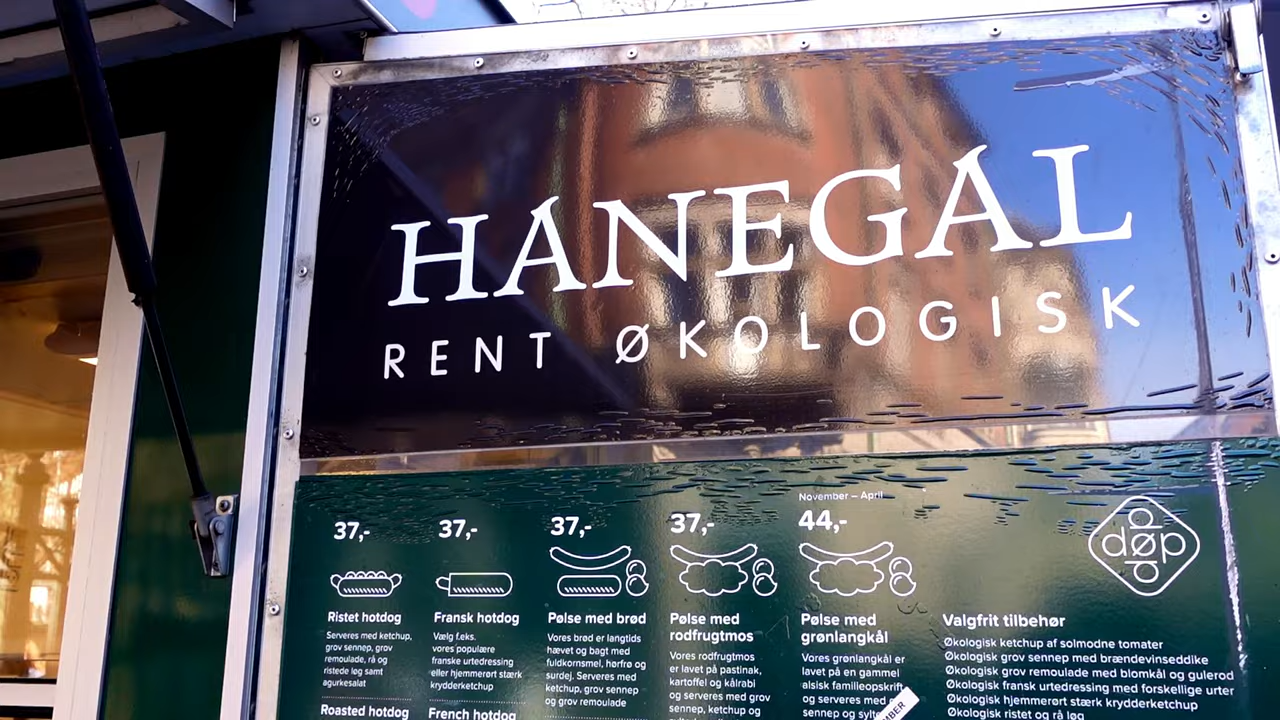 HANEGAL
RENT ØKOLOGISK
37,-
Ristet hotdog
Serveres med ketchup,
grov sennep, grov
remoulade, rå og
ristede løg samt
agurkesalat
Roasted hotdog
37,-
Fransk hotdog
Vælg f.eks.
vores populære
franske urtedressing
eller hjemmerørt stærk
krydderketchup
French hotdog
37,-
Pølse med brød
Vores brød er langtids
hævet og bagt med
fuldkornsmel, hørfrø og
surdej. Serveres med
ketchup, grov sennep
og grov remoulade
37,-
Pølse med
rodfrugtmos
Vores rodfrugtmos
er lavet på pastinak,
kartoffel og kålrabi
og serveres med grov
sennep, ketchup og
November – April
44,-
Pølse med
grønlangkål
Vores grønlangkål er
lavet på en gammel
alsisk familieopskrift
og serveres med
sennep og
døp
Valgfrit tilbehør
Økologisk ketchup af solmodne tomater
Økologisk grov sennep med brændevinseddike
Økologisk grov remoulade med blomkål og gulerod
Økologisk fransk urtedressing med forskellige urter
Økologisk hjemmerørt stærk krydderketchup
Økologisk ristet og rå løg